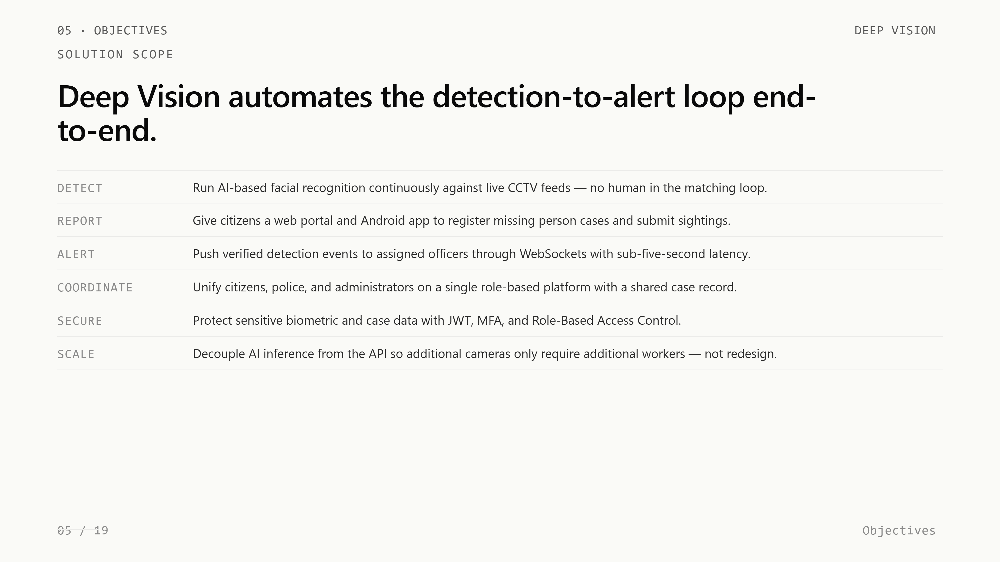 05 · OBJECTIVES
DEEP VISION
SOLUTION SCOPE
Deep Vision automates the detection-to-alert loop end-
to-end.
DETECT
Run AI-based facial recognition continuously against live CCTV feeds — no human in the matching loop.
REPORT
Give citizens a web portal and Android app to register missing person cases and submit sightings.
ALERT
Push verified detection events to assigned officers through WebSockets with sub-five-second latency.
COORDINATE
Unify citizens, police, and administrators on a single role-based platform with a shared case record.
SECURE
Protect sensitive biometric and case data with JWT, MFA, and Role-Based Access Control.
SCALE
Decouple AI inference from the API so additional cameras only require additional workers — not redesign.
05 / 19
Objectives